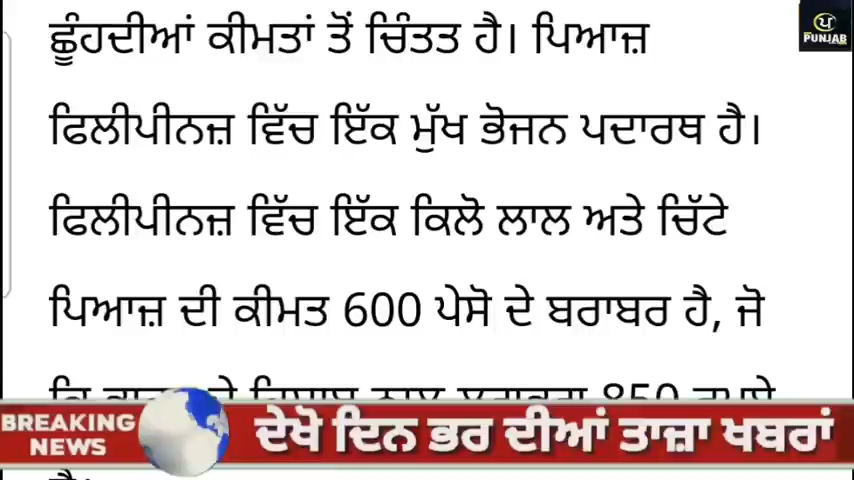 ਛੂੰਹਦੀਆਂ ਕੀਮਤਾਂ ਤੋਂ ਚਿੰਤਤ ਹੈ। ਪਿਆਜ਼
ਪ
PUNJAB
ਫਿਲੀਪੀਨਜ਼ ਵਿੱਚ ਇੱਕ ਮੁੱਖ ਭੋਜਨ ਪਦਾਰਥ ਹੈ।
ਫਿਲੀਪੀਨਜ਼ ਵਿੱਚ ਇੱਕ ਕਿਲੋ ਲਾਲ ਅਤੇ ਚਿੱਟੇ
ਪਿਆਜ਼ ਦੀ ਕੀਮਤ 600 ਪੇਸੋ ਦੇ ਬਰਾਬਰ ਹੈ, ਜੋ
BREAKING
NEWS
ਦੇਖੋ ਦਿਨ ਭਰ ਦੀਆਂ ਤਾਜ਼ਾ ਖਬਰਾਂ